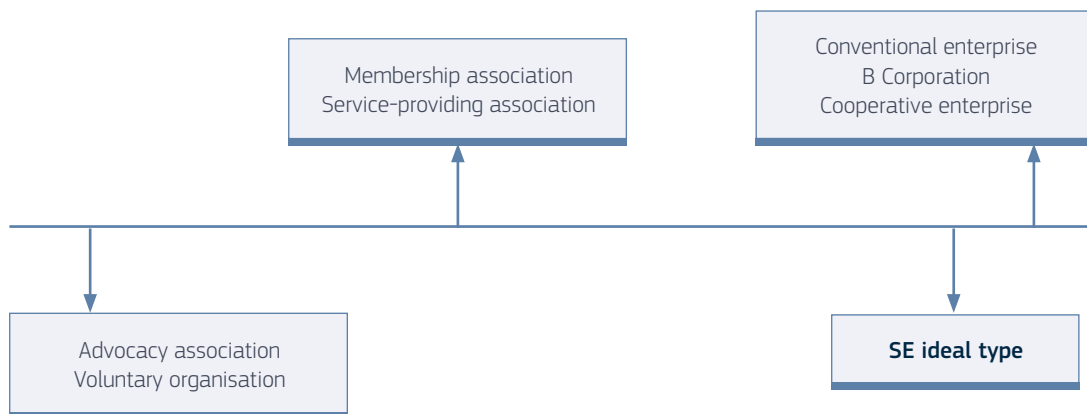 Membership association
Service-providing association
Conventional enterprise
B Corporation
Cooperative enterprise
Advocacy association
Voluntary organisation
SE ideal type